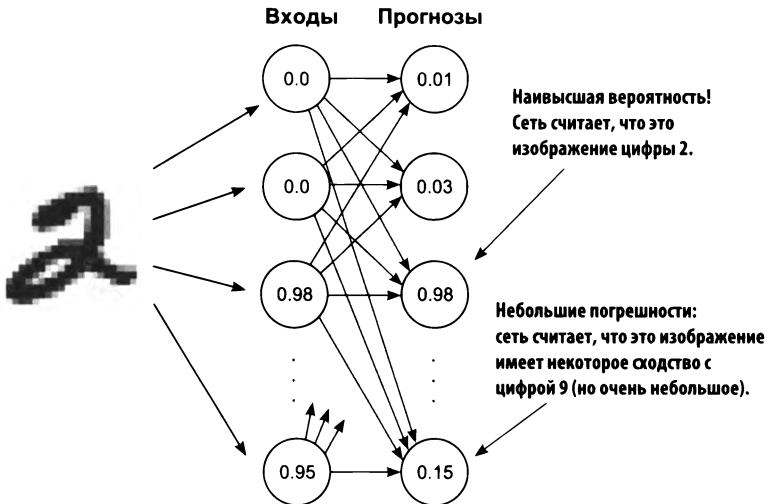 Входы Прогнозы
0.0 0.01
Наивысшая вероятность!
Сеть считает, что это
изображение цифры 2.
0.0 0.03
0.98 0.98
Небольшие погрешности:
сеть считает, что это изображение
имеет некоторое сходство с
цифрой 9 (но очень небольшое).
0.95 0.15
2